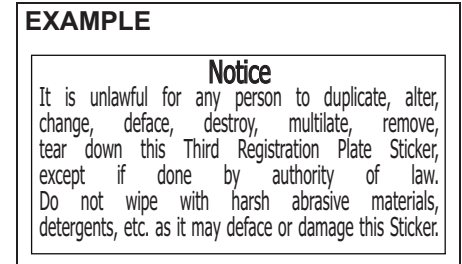 EXAMPLE
Notice
It is unlawful for any person to duplicate, alter,
change, deface, destroy, multilate, remove,
tear down this Third Registration Plate Sticker,
except if done by authority of law.
Do not wipe with harsh abrasive materials,
detergents, etc. as it may deface or damage this Sticker.